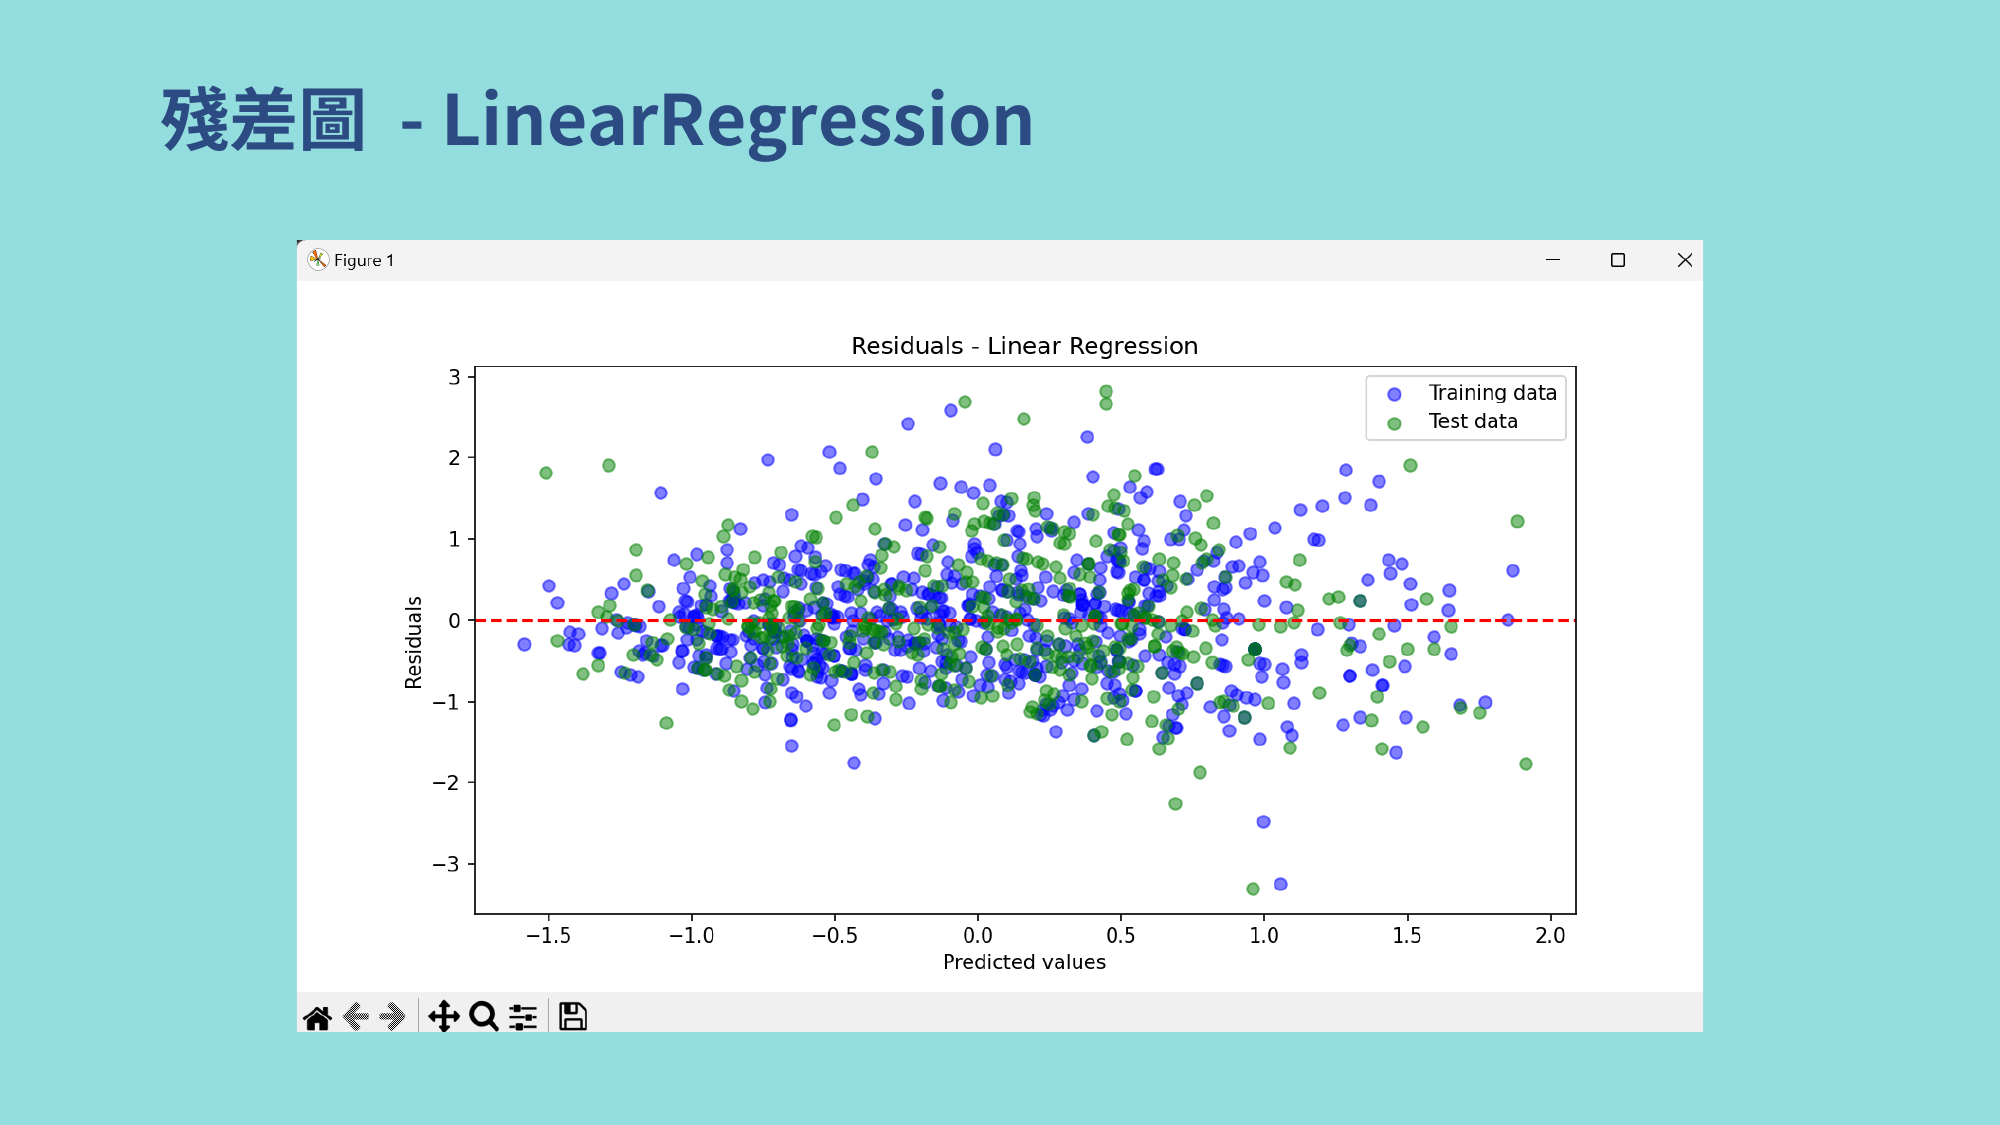 殘差圖 - LinearRegression
Figure 1
Residuals - Linear Regression
Training data
Test data
Residuals
3
2
1
0
−1
−2
−3
−1.5 −1.0 −0.5 0.0 0.5 1.0 1.5 2.0
Predicted values